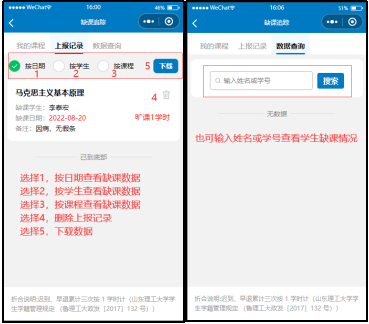 ●●●●● WeChat
16:00
46%
缺课追踪
我的课程 上报记录 数据查询
按日期 按学生 按课程 5 下载
1 2 3
马克思主义基本原理
4
缺课学生：李泰安
缺课日期：2022-08-20
旷课1学时
备注：因病、无假条
已到底部
选择1，按日期查看缺课数据
选择2，按学生查看缺课数据
选择3，按课程查看缺课数据
选择4，删除上报记录
选择5，下载数据
折合说明:迟到、早退累计三次按 1 学时计（山东理工大学学
生学籍管理规定 （鲁理工大政发［2017］132 号））
●●●●● WeChat
16:06
51%
缺课追踪
我的课程 上报记录 数据查询
输入姓名或学号 搜索
无数据
也可输入姓名或学号查看学生缺课情况
折合说明:迟到、早退累计三次按 1 学时计（山东理工大学学
生学籍管理规定 （鲁理工大政发［2017］132 号））